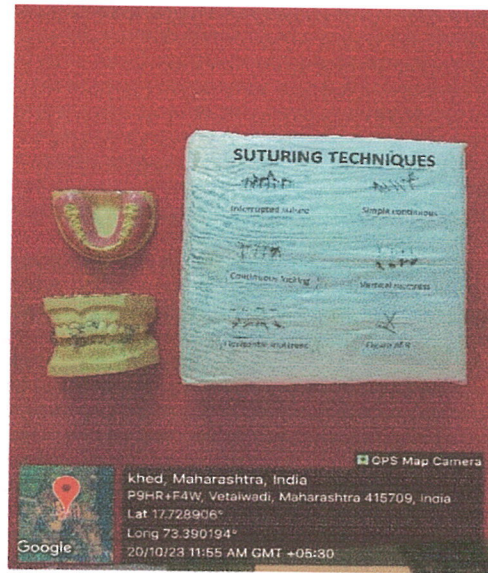 SUTURING TECHNIQUES
Interrupted suture
Simple continuous
Continuous locking
Vertical mattress
Horizontal mattress
Figure of 8
GPS Map Camera
khed, Maharashtra, India
P9HR+F4W, Vetalwadi, Maharashtra 415709, India
Lat 17.728906°
Long 73.390194°
20/10/23 11:55 AM GMT +05:30
Google